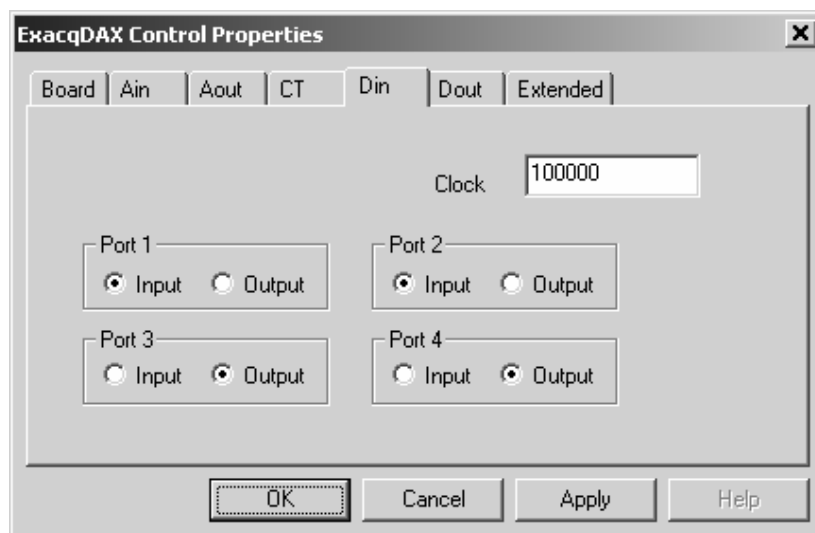 ExacqDAX Control Properties
Board Ain Aout CT Din Dout Extended
Clock 100000
Port 1 Port 2
Input Output Input Output
Port 3 Port 4
Input Output Input Output
OK Cancel Apply Help